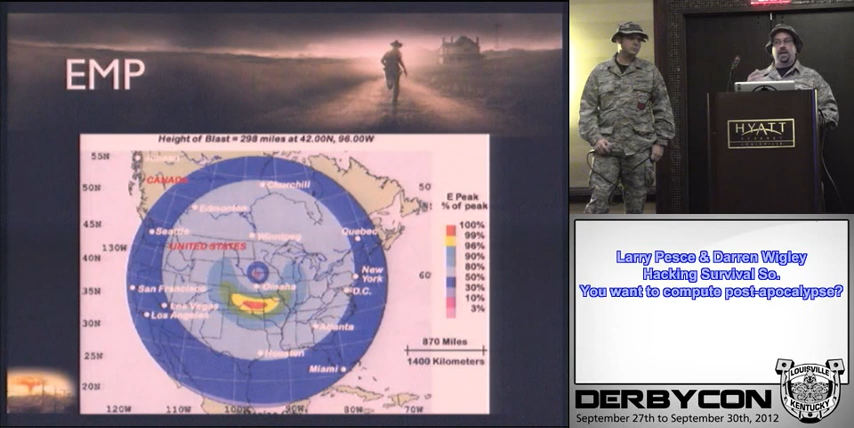 EMP
Height of Blast = 298 miles at 42.00N, 96.00W
55N
CANADA
Churchill
50N
50
Edmonton
E Peak
% of peak
45N
Seattle
Winnipeg
Quebec
130W
UNITED STATES
100%
99%
96%
90%
80%
50%
30%
10%
3%
40N
New
York
60
San Francisco
Omaha
D.C.
35N
Las Vegas
Los Angeles
30N
Atlanta
870 Miles
1400 Kilometers
25N
Houston
Miami
20N
120W
110W
100W
90W
80W
70W
HYATT
Larry Pesce & Darren Wigley
Hacking Survival So.
You want to compute post-apocalypse?
DERBYCON
September 27th to September 30th, 2012
LOUISVILLE
KENTUCKY